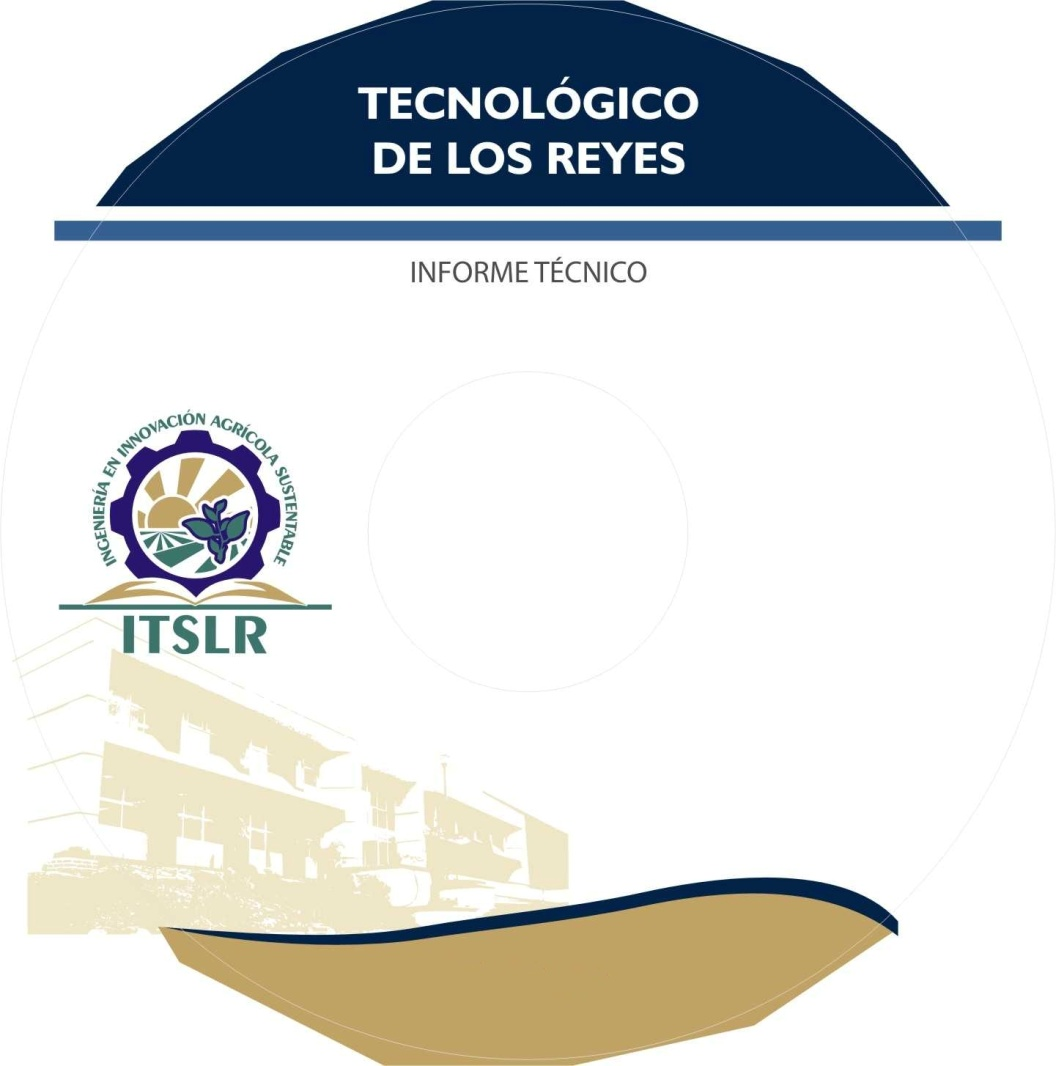 TECNOLÓGICO
DE LOS REYES
INFORME TÉCNICO
INGENIERÍA EN INNOVACIÓN AGRÍCOLA SUSTENTABLE
ITSLR